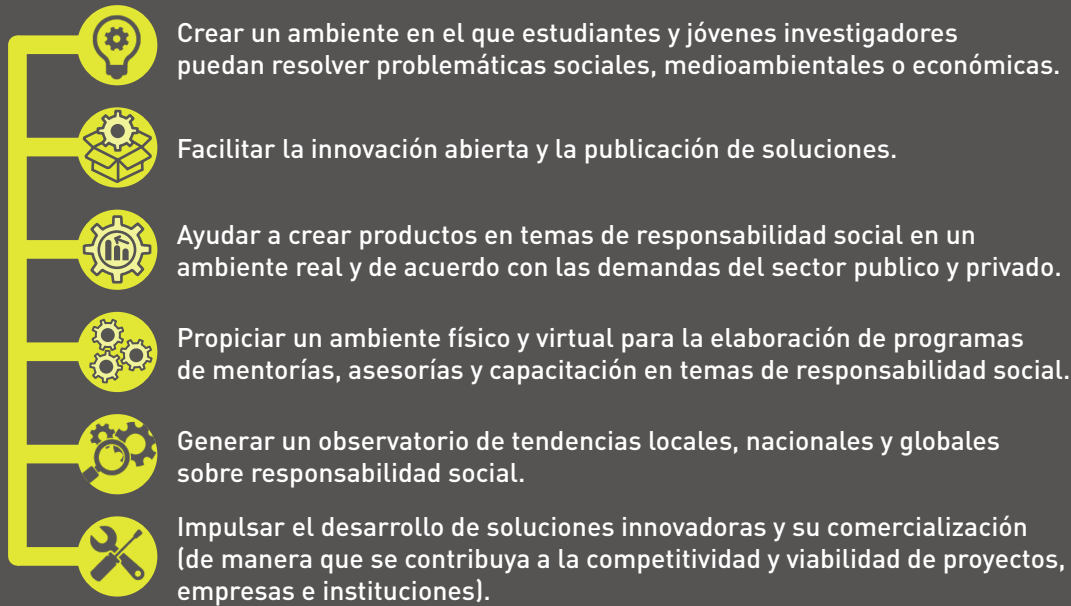 Crear un ambiente en el que estudiantes y jóvenes investigadores
puedan resolver problemáticas sociales, medioambientales o económicas.
Facilitar la innovación abierta y la publicación de soluciones.
Ayudar a crear productos en temas de responsabilidad social en un
ambiente real y de acuerdo con las demandas del sector publico y privado.
Propiciar un ambiente físico y virtual para la elaboración de programas
de mentorías, asesorías y capacitación en temas de responsabilidad social.
Generar un observatorio de tendencias locales, nacionales y globales
sobre responsabilidad social.
Impulsar el desarrollo de soluciones innovadoras y su comercialización
(de manera que se contribuya a la competitividad y viabilidad de proyectos,
empresas e instituciones).